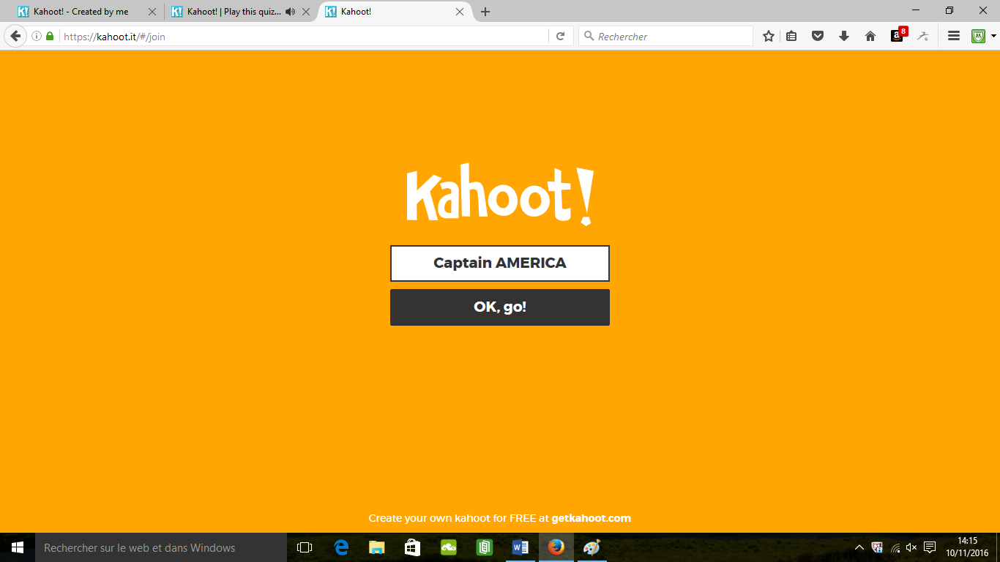 Kahoot! - Created by me
Kahoot! | Play this quiz...
Kahoot!
https://kahoot.it/#/join
Rechercher
8
Kahoot!
Captain AMERICA
OK, go!
Create your own kahoot for FREE at getkahoot.com
Rechercher sur le web et dans Windows
14:15
10/11/2016